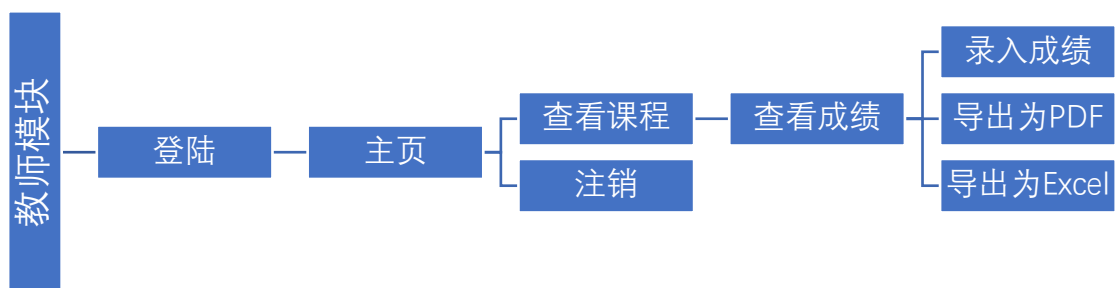 教师模块
登陆
主页
查看课程
注销
查看成绩
录入成绩
导出为PDF
导出为Excel